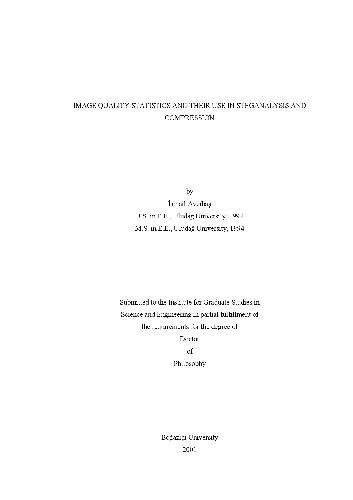 IMAGE QUALITY STATISTICS AND THEIR USE IN STEGANALYSIS AND
COMPRESSION
by
İsmail Avcıbaş
B.S. in E.E., Uludağ University, 1992
M.S. in E.E., Uludağ University, 1994
Submitted to the Institute for Graduate Studies in
Science and Engineering in partial fulfillment of
the requirements for the degree of
Doctor
of
Philosophy
Boğaziçi University
2001